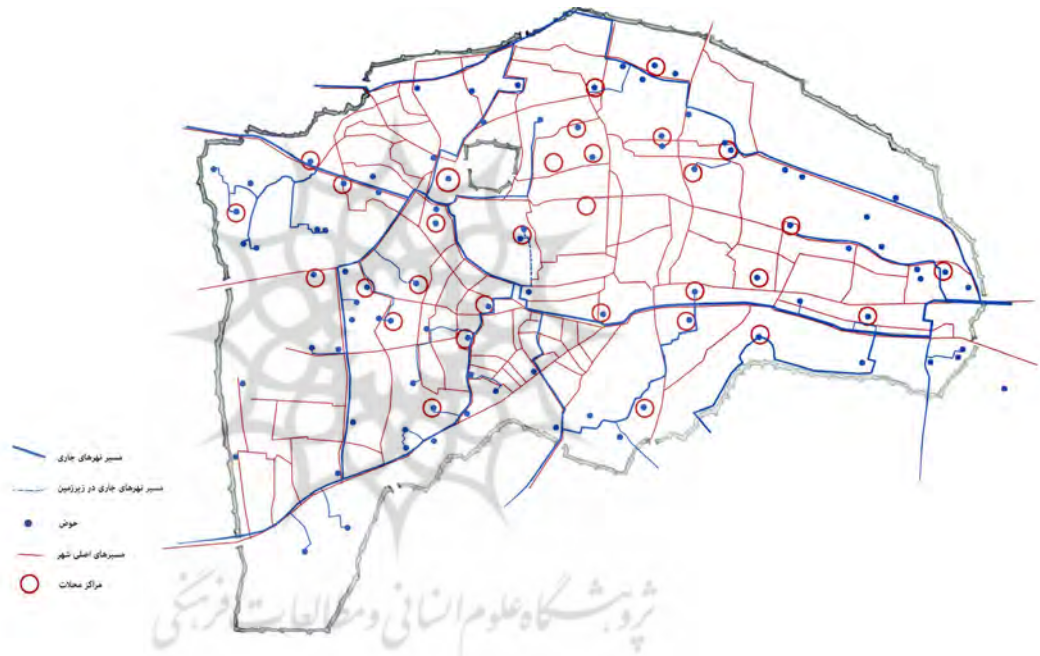 مسیر نهرهای جاری
مسیر نهرهای جاری در زیرزمین
حوض
مسیرهای اصلی شهر
مراکز محلات
پژوهشگاه علوم انسانی و مطالعات فرهنگی